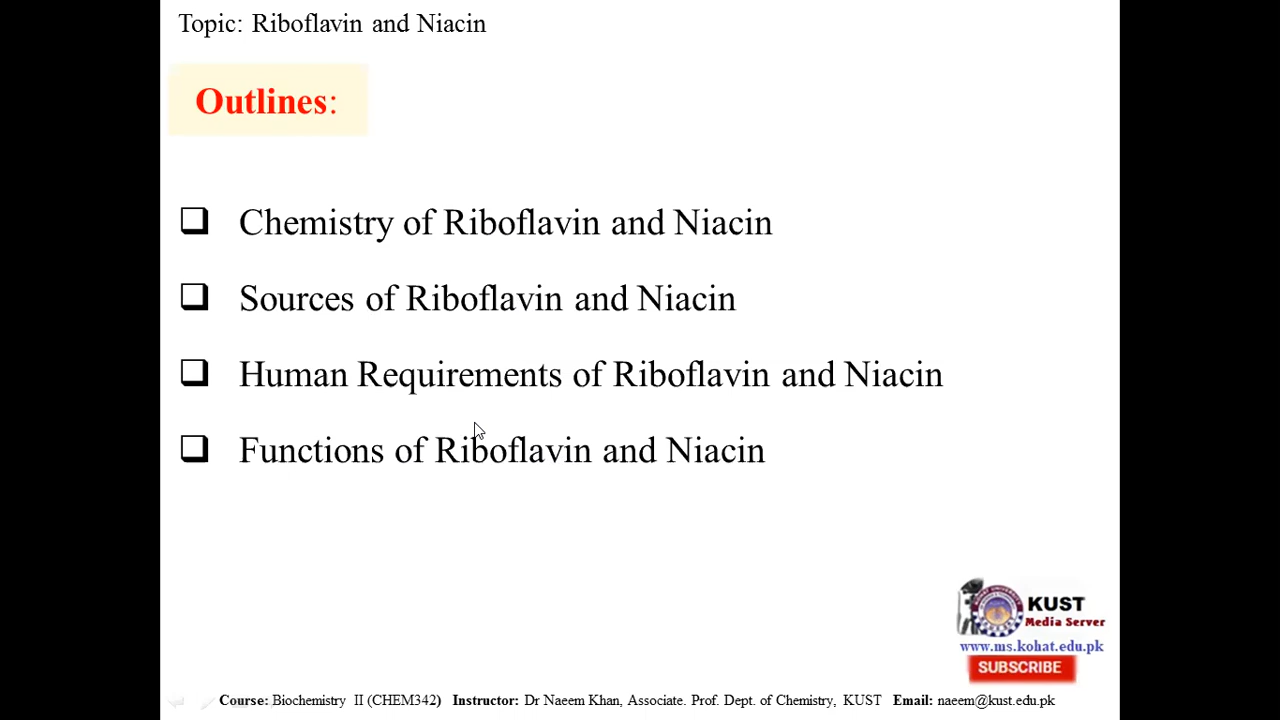 Topic: Riboflavin and Niacin
Outlines:
Chemistry of Riboflavin and Niacin
Sources of Riboflavin and Niacin
Human Requirements of Riboflavin and Niacin
Functions of Riboflavin and Niacin
KUST
Media Server
www.ms.kohat.edu.pk
SUBSCRIBE
Course: Biochemistry II (CHEM342) Instructor: Dr Naeem Khan, Associate. Prof. Dept. of Chemistry, KUST Email: naeem@kust.edu.pk